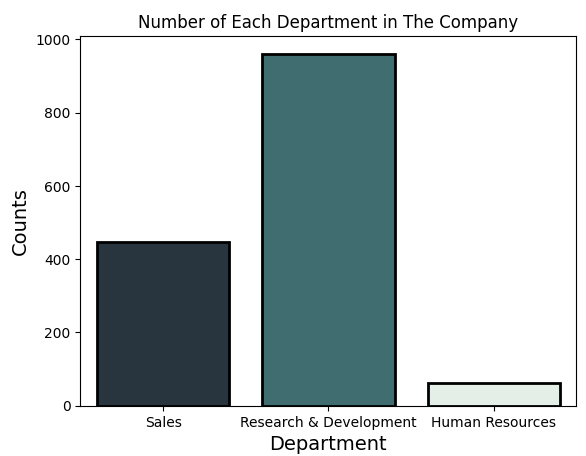 Number of Each Department in The Company
1000
800
600
400
200
0
Counts
Sales
Research & Development
Human Resources
Department